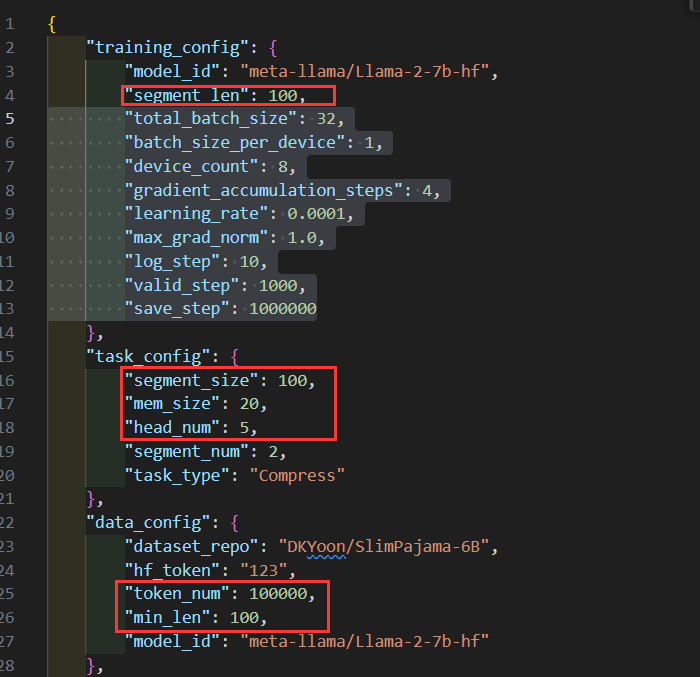 1 {
2 "training_config": {
3 "model_id": "meta-llama/Llama-2-7b-hf",
4 "segment_len": 100,
5 "total_batch_size": 32,
6 "batch_size_per_device": 1,
7 "device_count": 8,
8 "gradient_accumulation_steps": 4,
9 "learning_rate": 0.0001,
10 "max_grad_norm": 1.0,
11 "log_step": 10,
12 "valid_step": 1000,
13 "save_step": 1000000
14 },
15 "task_config": {
16 "segment_size": 100,
17 "mem_size": 20,
18 "head_num": 5,
19 "segment_num": 2,
20 "task_type": "Compress"
21 },
22 "data_config": {
23 "dataset_repo": "DKYoon/SlimPajama-6B",
24 "hf_token": "123",
25 "token_num": 100000,
26 "min_len": 100,
27 "model_id": "meta-llama/Llama-2-7b-hf"
28 },